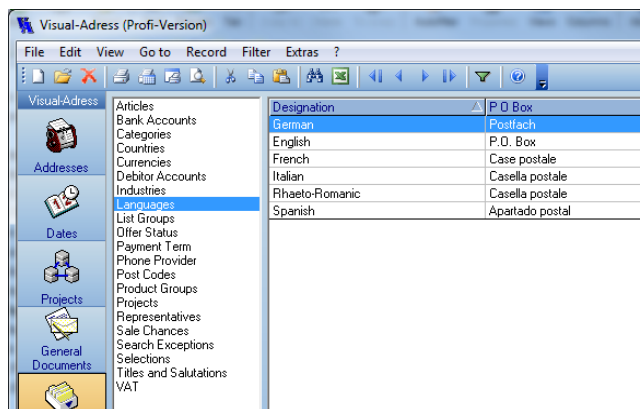 Visual-Adress (Profi-Version)
File Edit View Go to Record Filter Extras ?
Visual-Adress
Addresses
Dates
Projects
General
Documents
Articles
Bank Accounts
Categories
Countries
Currencies
Debitor Accounts
Industries
Languages
List Groups
Offer Status
Payment Term
Phone Provider
Post Codes
Product Groups
Projects
Representatives
Sale Chances
Search Exceptions
Selections
Titles and Salutations
VAT
Designation P O Box
German Postfach
English P.O. Box
French Case postale
Italian Casella postale
Rhaeto-Romanic Casella postale
Spanish Apartado postal